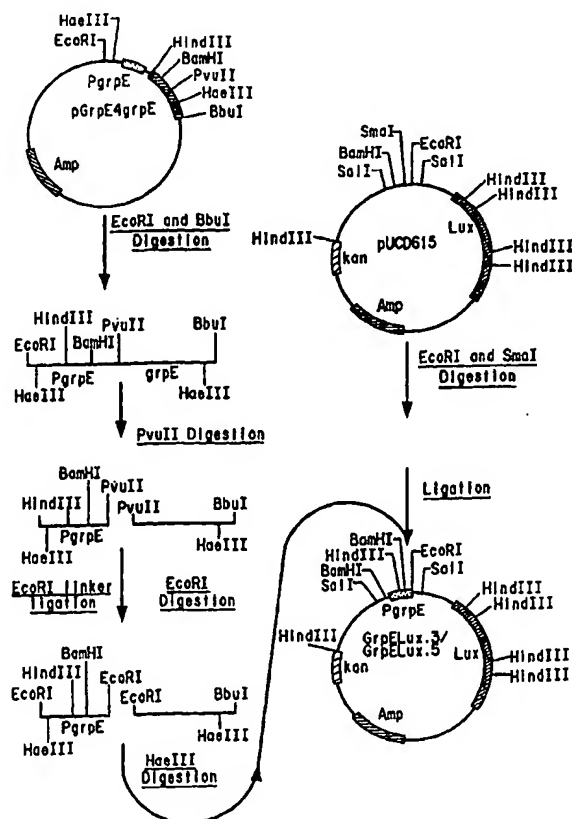 HaeIII
EcoRI
HindIII
BamHI
PvuII
HaeIII
BbuI
PgrpE
pGrpE4grpE
Amp
EcoRI and BbuI
Digestion
HindIII
EcoRI
BamHI
PvuII
BbuI
HaeIII
PgrpE
grpE
HaeIII
PvuII Digestion
BamHI
HindIII
PvuII
PvuII
BbuI
HaeIII
PgrpE
HaeIII
EcoRI linker
ligation
EcoRI
Digestion
BamHI
HindIII
EcoRI
EcoRI
EcoRI
BbuI
HaeIII
PgrpE
HaeIII
HaeIII
Digestion
SmaI
BamHI
SalI
EcoRI
SalI
HindIII
HindIII
Lux
HindIII
pUCD615
HindIII
HindIII
kan
Amp
EcoRI and SmaI
Digestion
Ligation
BamHI
HindIII
BamHI
SalI
EcoRI
SalI
PgrpE
HindIII
HindIII
HindIII
GrpELux.3/
GrpELux.5
Lux
kan
HindIII
HindIII
Amp